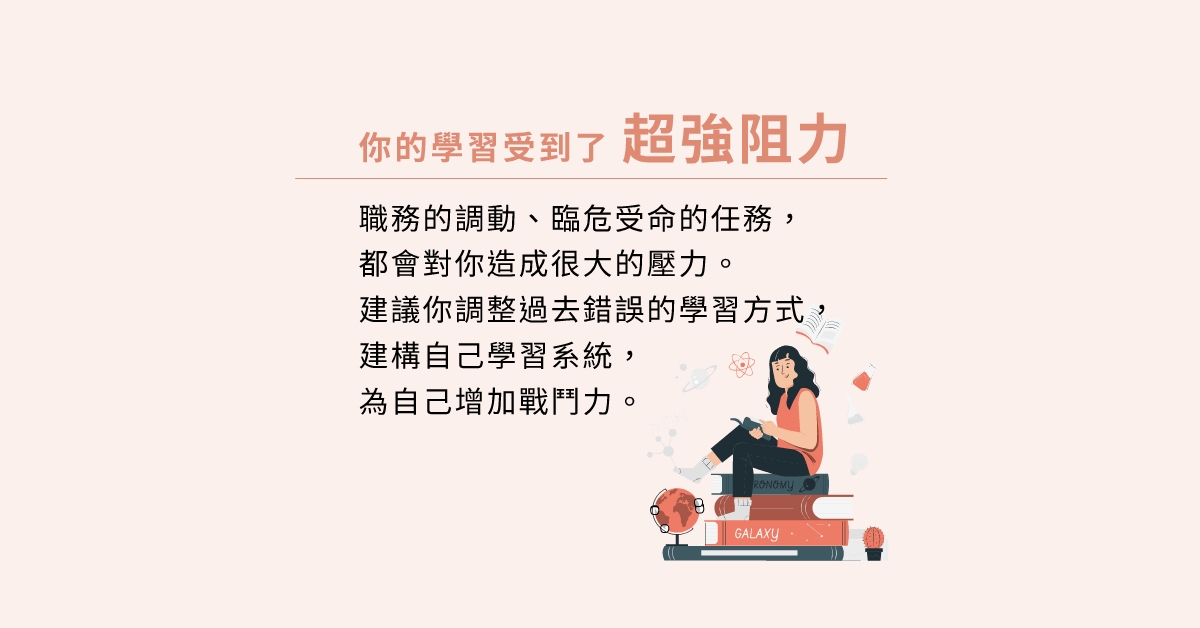 你的學習受到了 超強阻力
職務的調動、臨危受命的任務，
都會對你造成很大的壓力。
建議你調整過去錯誤的學習方式，
建構自己學習系統，
為自己增加戰鬥力。
RONOMY
GALAXY